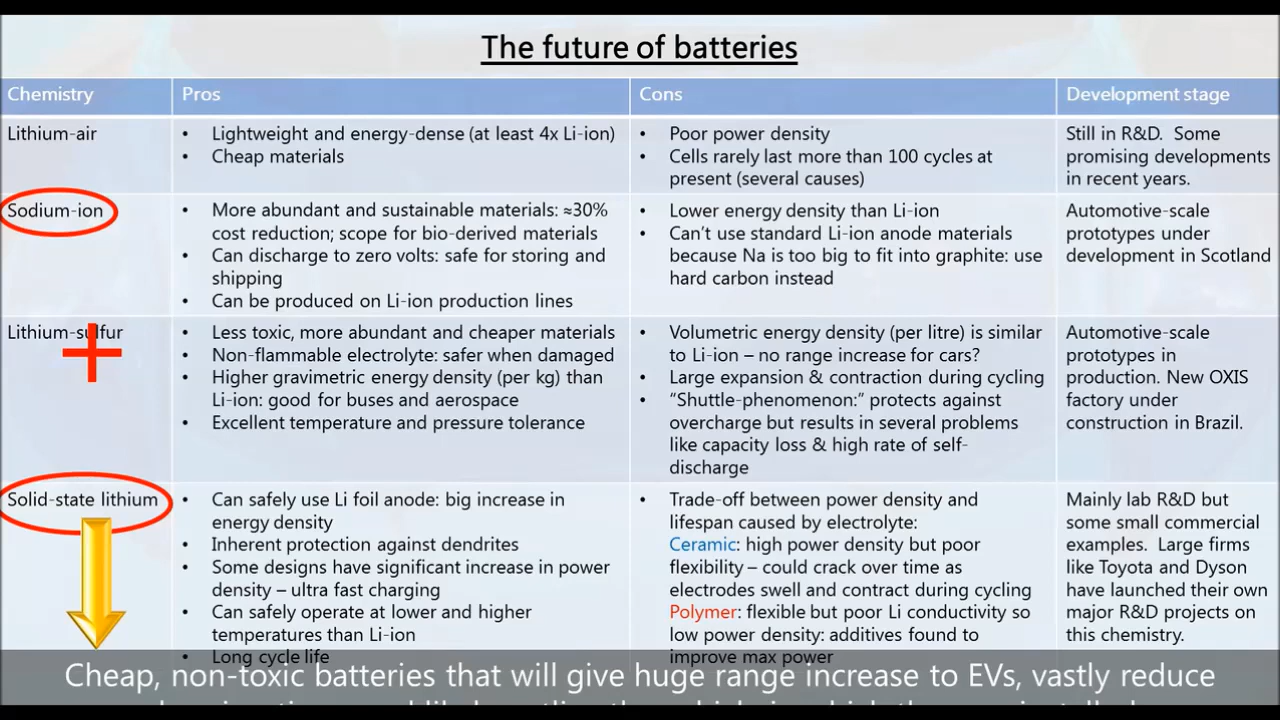 The future of batteries
Chemistry
Pros
Cons
Development stage
Lithium-air
• Lightweight and energy-dense (at least 4x Li-ion)
• Cheap materials
• Poor power density
• Cells rarely last more than 100 cycles at
present (several causes)
Still in R&D. Some
promising developments
in recent years.
Sodium-ion
• More abundant and sustainable materials: ≈30%
cost reduction; scope for bio-derived materials
• Can discharge to zero volts: safe for storing and
shipping
• Can be produced on Li-ion production lines
• Lower energy density than Li-ion
• Can't use standard Li-ion anode materials
because Na is too big to fit into graphite: use
hard carbon instead
Automotive-scale
prototypes under
development in Scotland
Lithium-sulfur
• Less toxic, more abundant and cheaper materials
• Non-flammable electrolyte: safer when damaged
• Higher gravimetric energy density (per kg) than
Li-ion: good for buses and aerospace
• Excellent temperature and pressure tolerance
• Volumetric energy density (per litre) is similar
to Li-ion – no range increase for cars?
• Large expansion & contraction during cycling
• “Shuttle-phenomenon:” protects against
overcharge but results in several problems
like capacity loss & high rate of self-
discharge
Automotive-scale
prototypes in
production. New OXIS
factory under
construction in Brazil.
Solid-state lithium
• Can safely use Li foil anode: big increase in
energy density
• Inherent protection against dendrites
• Some designs have significant increase in power
density – ultra fast charging
• Can safely operate at lower and higher
temperatures than Li-ion
• Long cycle life
• Trade-off between power density and
lifespan caused by electrolyte:
Ceramic: high power density but poor
flexibility – could crack over time as
electrodes swell and contract during cycling
Polymer: flexible but poor Li conductivity so
low power density: additives found to
improve max power
Mainly lab R&D but
some small commercial
examples. Large firms
like Toyota and Dyson
have launched their own
major R&D projects on
this chemistry.
Cheap, non-toxic batteries that will give huge range increase to EVs, vastly reduce